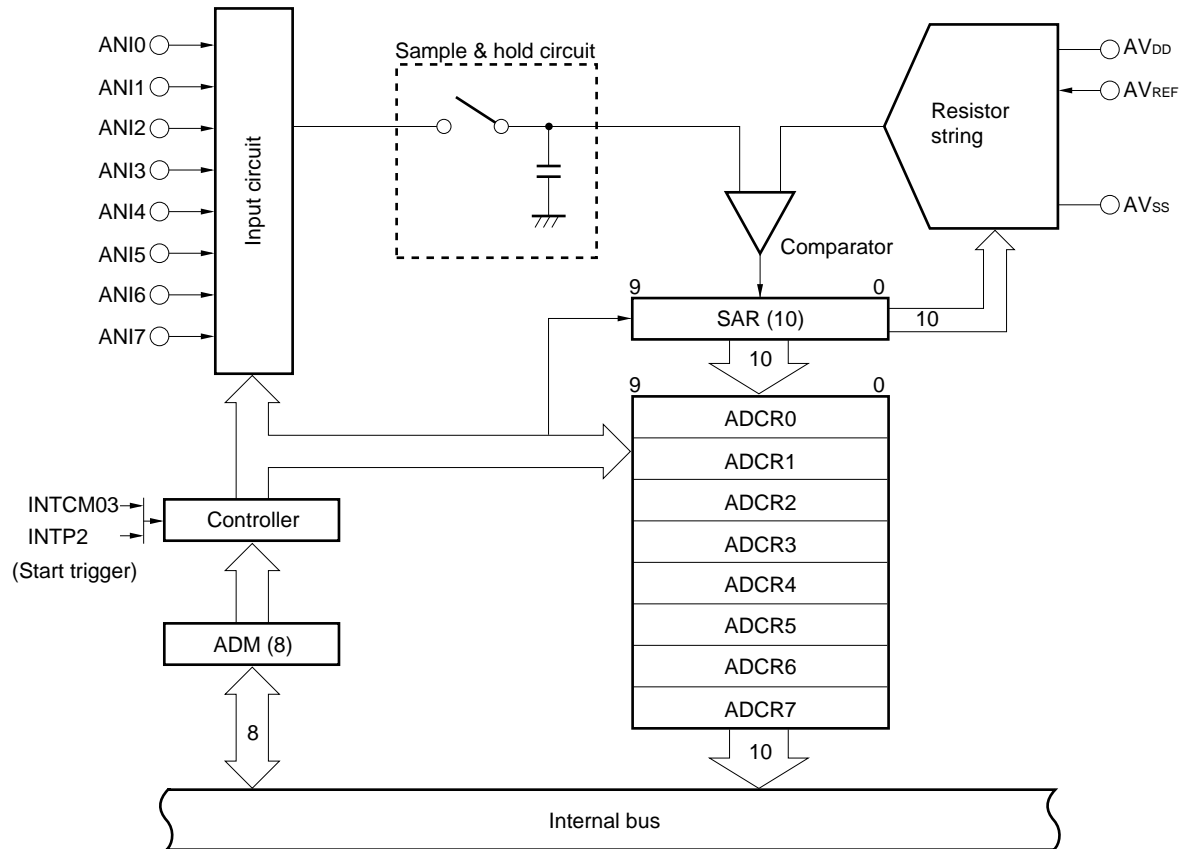 ANI0
ANI1
ANI2
ANI3
ANI4
ANI5
ANI6
ANI7
Input circuit
Sample & hold circuit
Resistor
string
AVDD
AVREF
AVSS
Comparator
9
0
SAR (10)
10
10
9
0
ADCR0
ADCR1
ADCR2
ADCR3
ADCR4
ADCR5
ADCR6
ADCR7
INTCM03
INTP2
(Start trigger)
Controller
ADM (8)
8
10
Internal bus